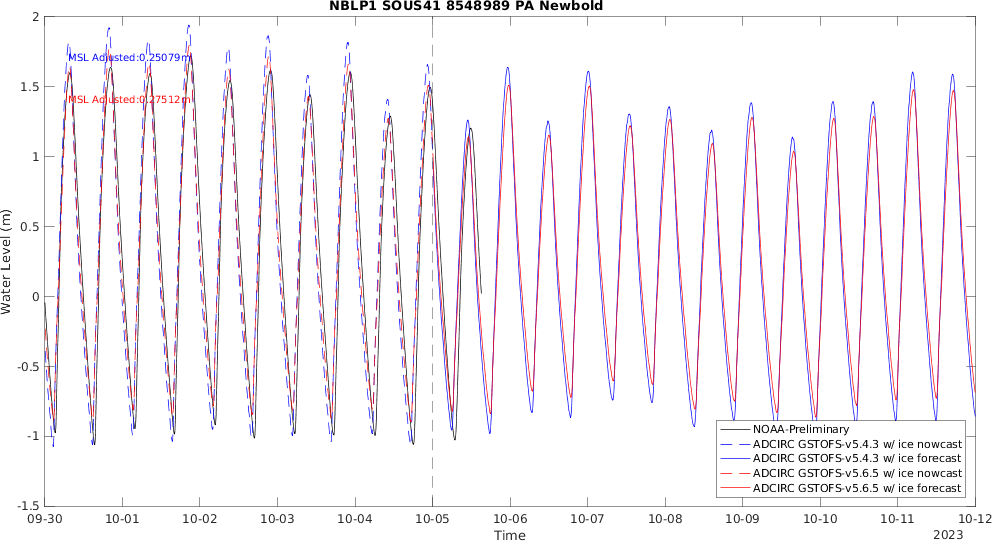 NBLP1 SOUS41 8548989 PA Newbold
2
MSL Adjusted:0.25079m
1.5
MSL Adjusted:0.27512m
1
0.5
Water Level (m)
0
-0.5
-1
-1.5
NOAA-Preliminary
ADCIRC GSTOFS-v5.4.3 w/ ice nowcast
ADCIRC GSTOFS-v5.4.3 w/ ice forecast
ADCIRC GSTOFS-v5.6.5 w/ ice nowcast
ADCIRC GSTOFS-v5.6.5 w/ ice forecast
09-30 10-01 10-02 10-03 10-04 10-05 10-06 10-07 10-08 10-09 10-10 10-11 10-12
Time
2023